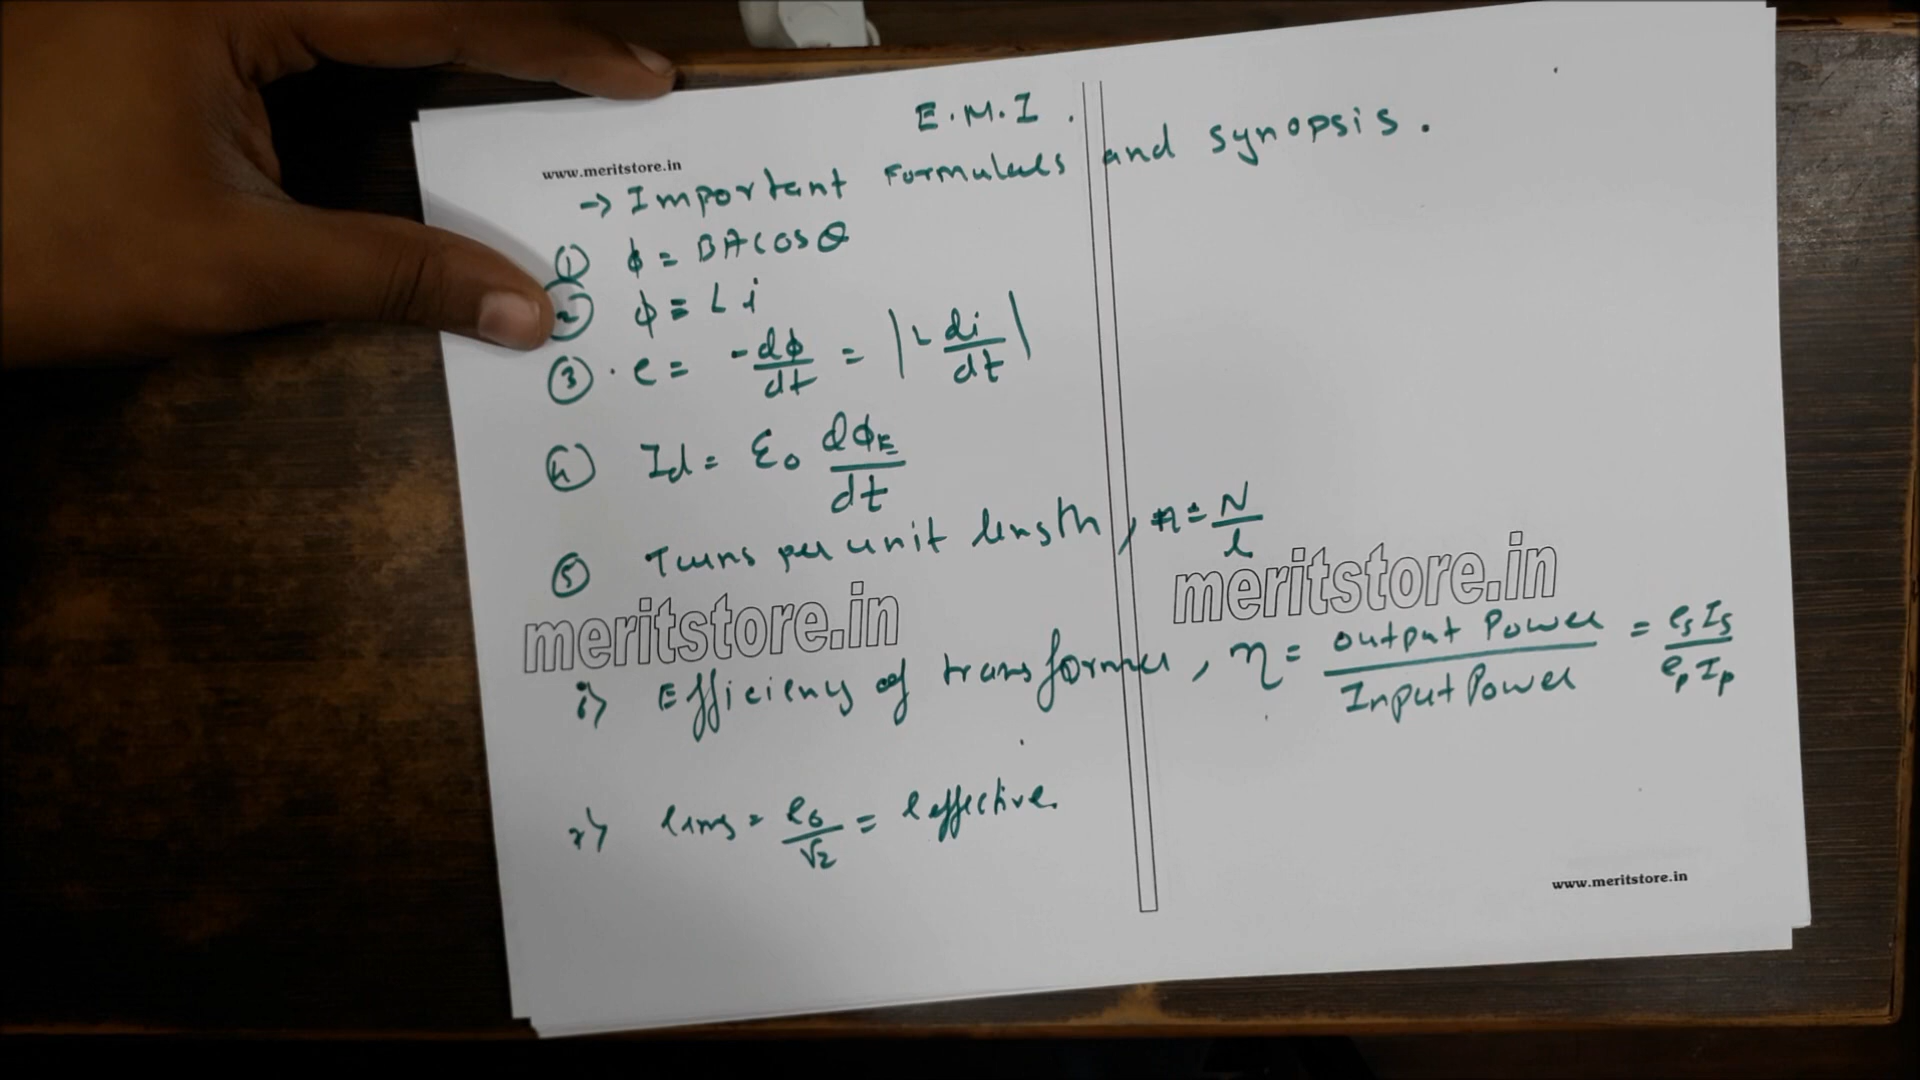 E.M.I.
www.meritstore.in
→ Important Formulaes and synopsis.
① ϕ = BAcosθ
② ϕ = Li
③ · e = -dϕ/dt = |L di/dt|
④ Id = ε₀ dϕE/dt
⑤ Turns per unit length, n = N/l
meritstore.in meritstore.in
i> Efficieny of transformer, η = output Power/Input Power = esIs/epIp
2> erms = e₀/√2 = eeffective.
www.meritstore.in